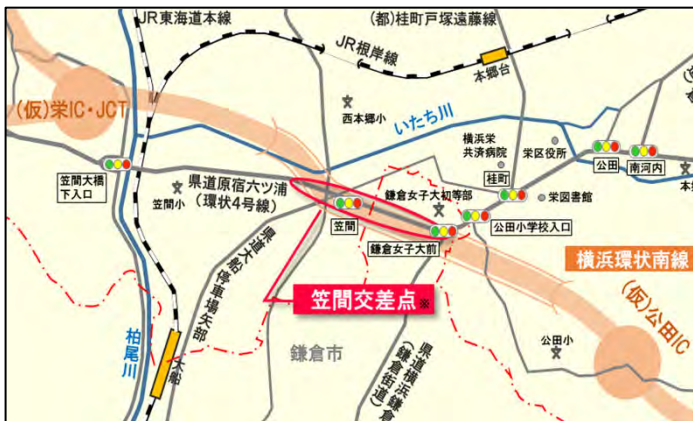 JR東海道本線
(都)桂町戸塚遠藤線
JR根岸線
本郷台
(仮)栄IC・JCT
西本郷小
いたち川
横浜栄
共済病院
栄区役所
公田
南河内
笠間大橋
下入口
笠間小
県道原宿六ツ浦
(環状4号線)
鎌倉女子大初等部
桂町
栄図書館
笠間
鎌倉女子大前
公田小学校入口
横浜環状南線
県道大船停車場矢部
笠間交差点※
(仮)公田IC
柏尾川
大船
鎌倉市
県道横浜鎌倉
(鎌倉街道)
公田小